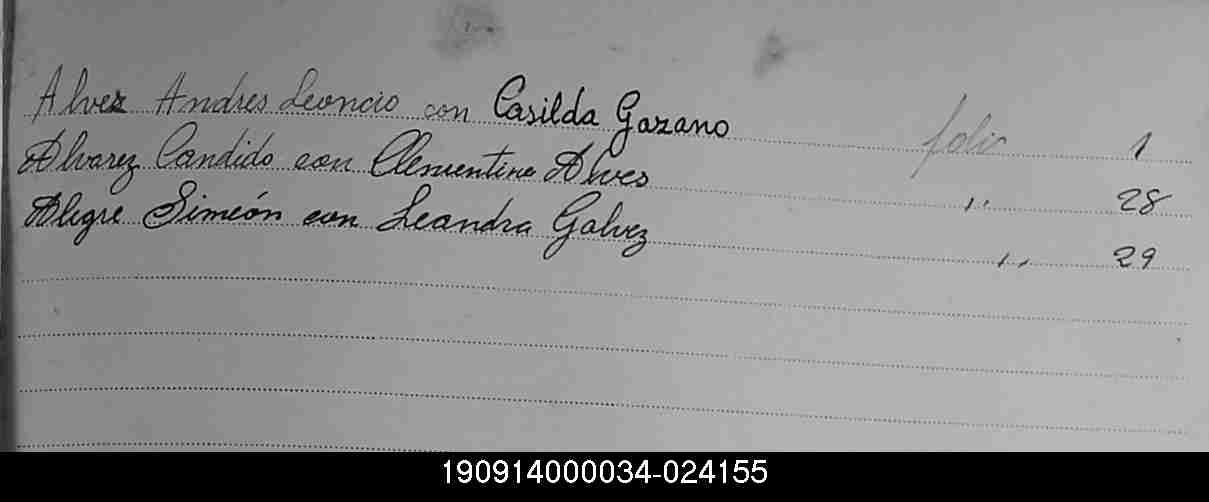 Alvez Andres Leoncio con Casilda Gazano folio 1
Alvarez Candido con Clementina Alves " 28
Alegre Simeón con Leandra Galvez " 29
190914000034-024155